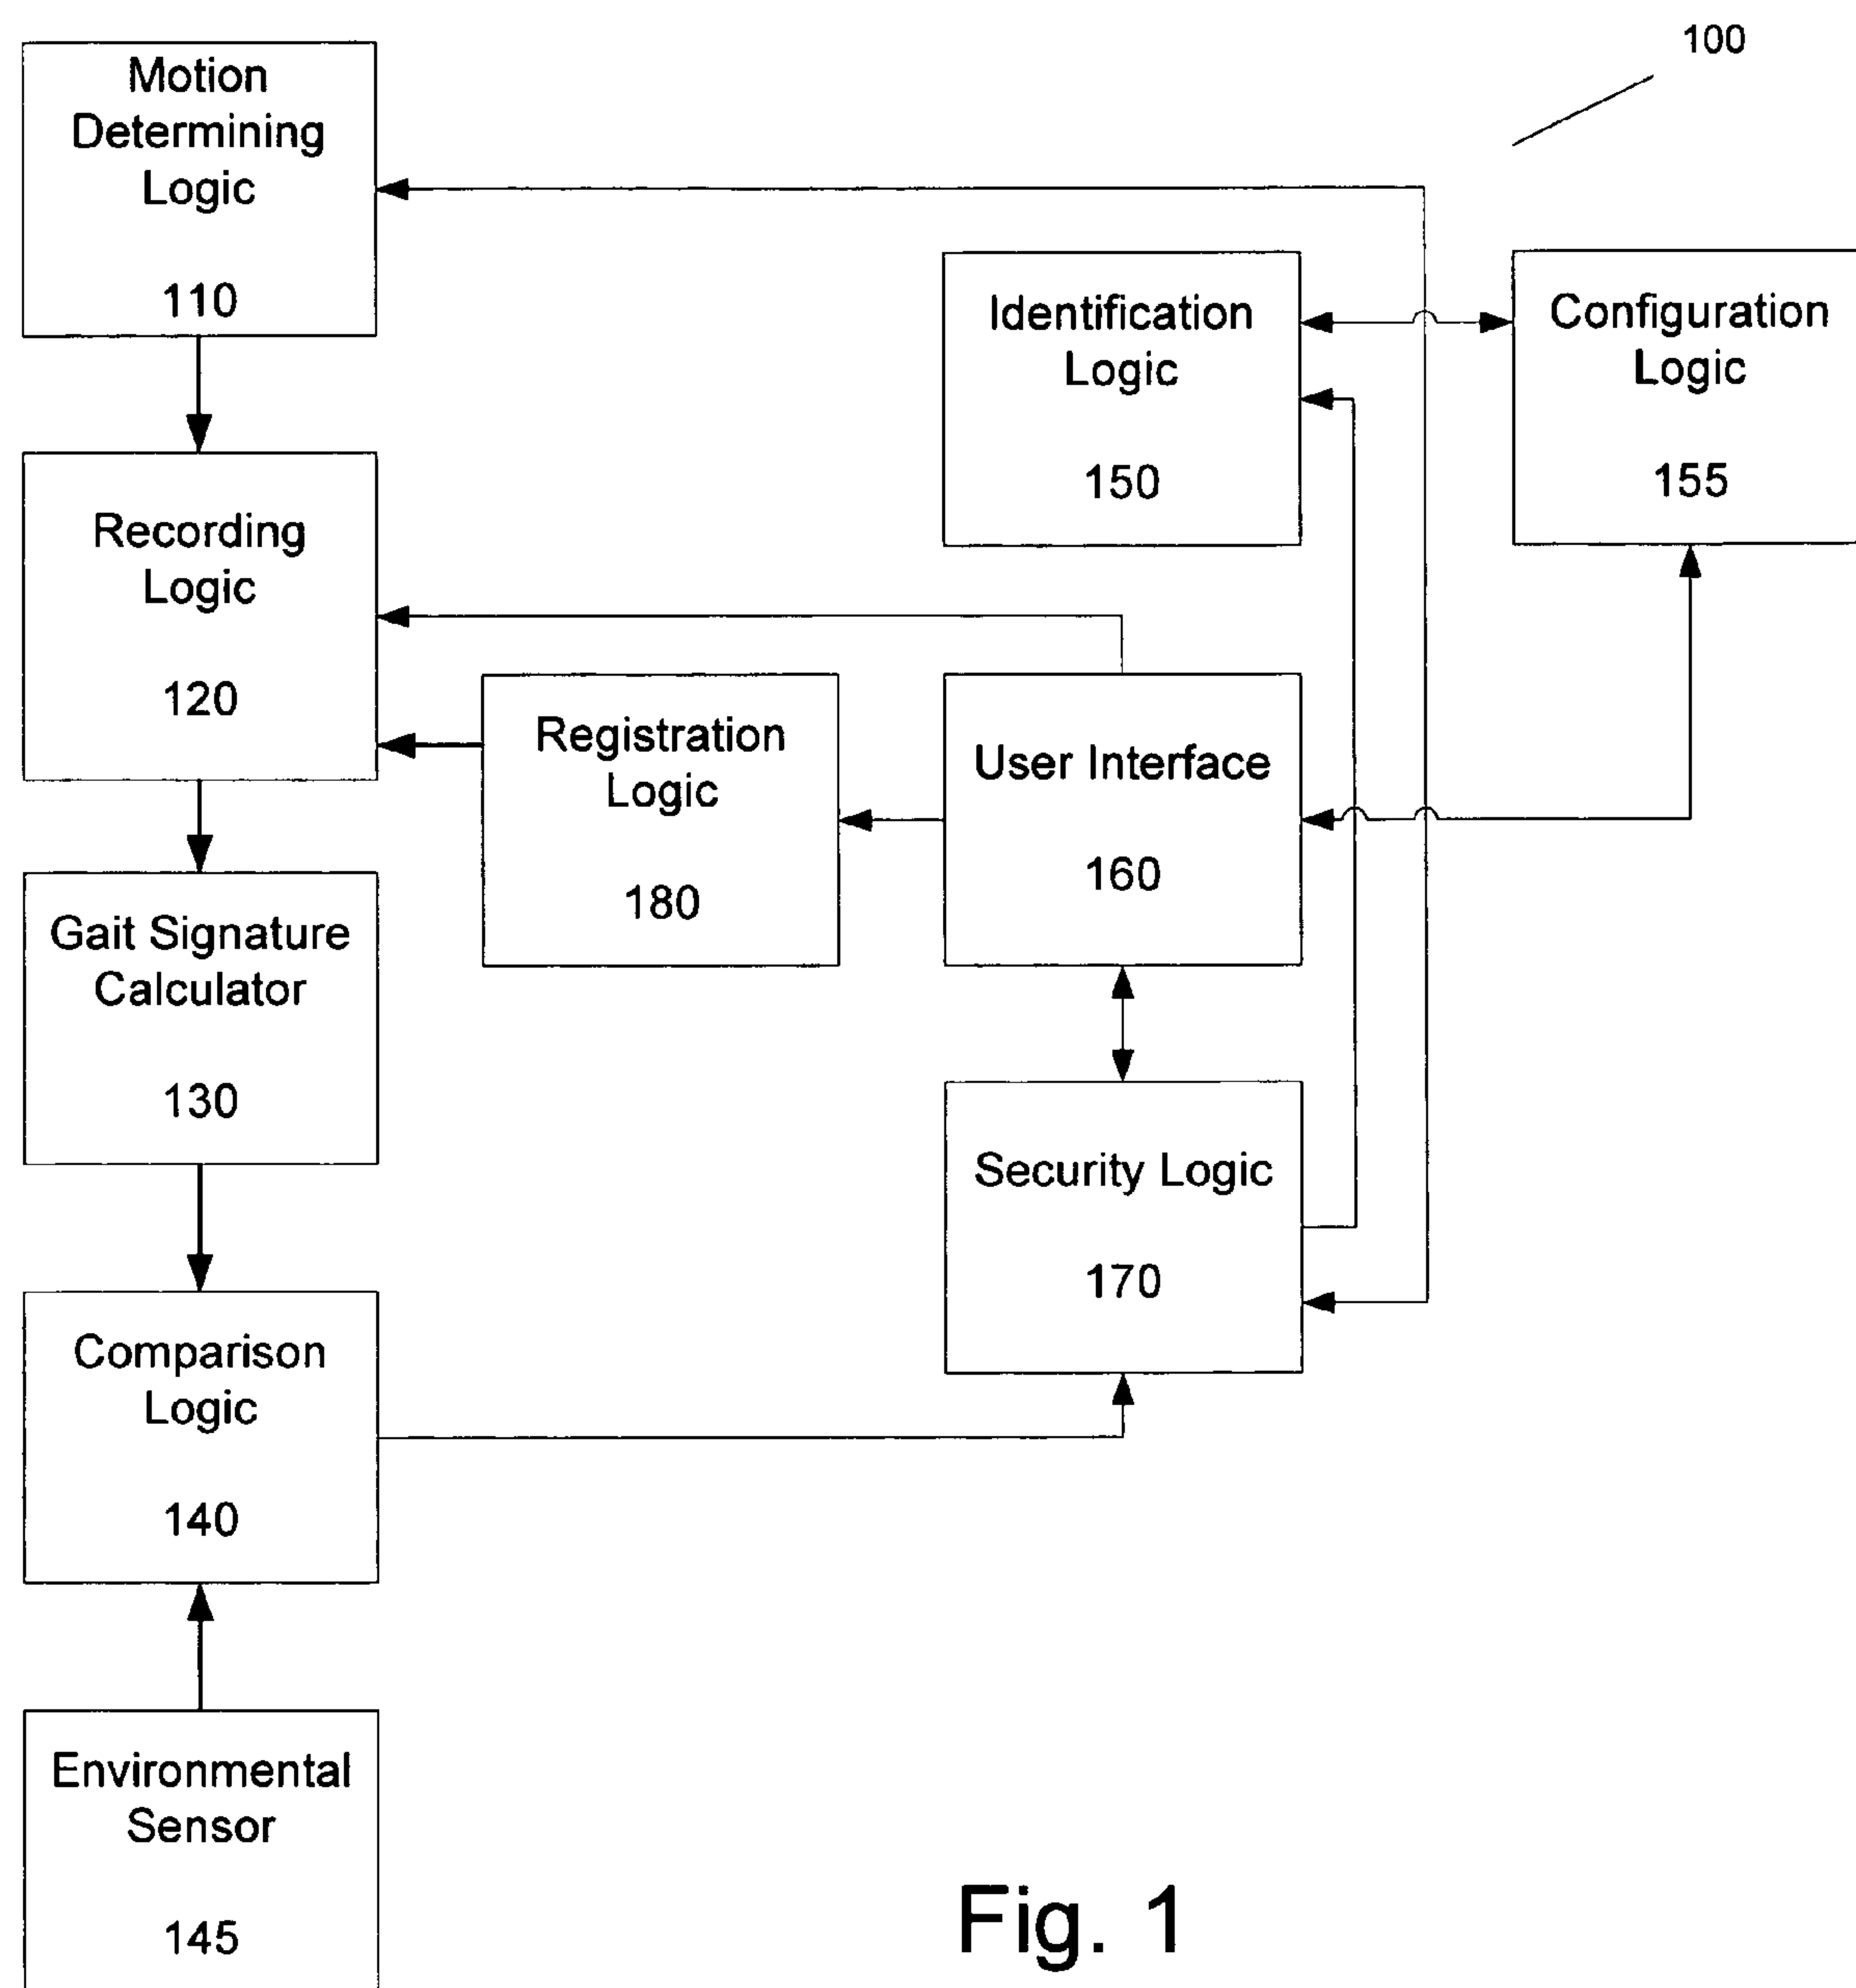 100
Motion
Determining
Logic
110
Identification
Logic
150
Configuration
Logic
155
Recording
Logic
120
Registration
Logic
180
User Interface
160
Gait Signature
Calculator
130
Security Logic
170
Comparison
Logic
140
Environmental
Sensor
145
Fig. 1